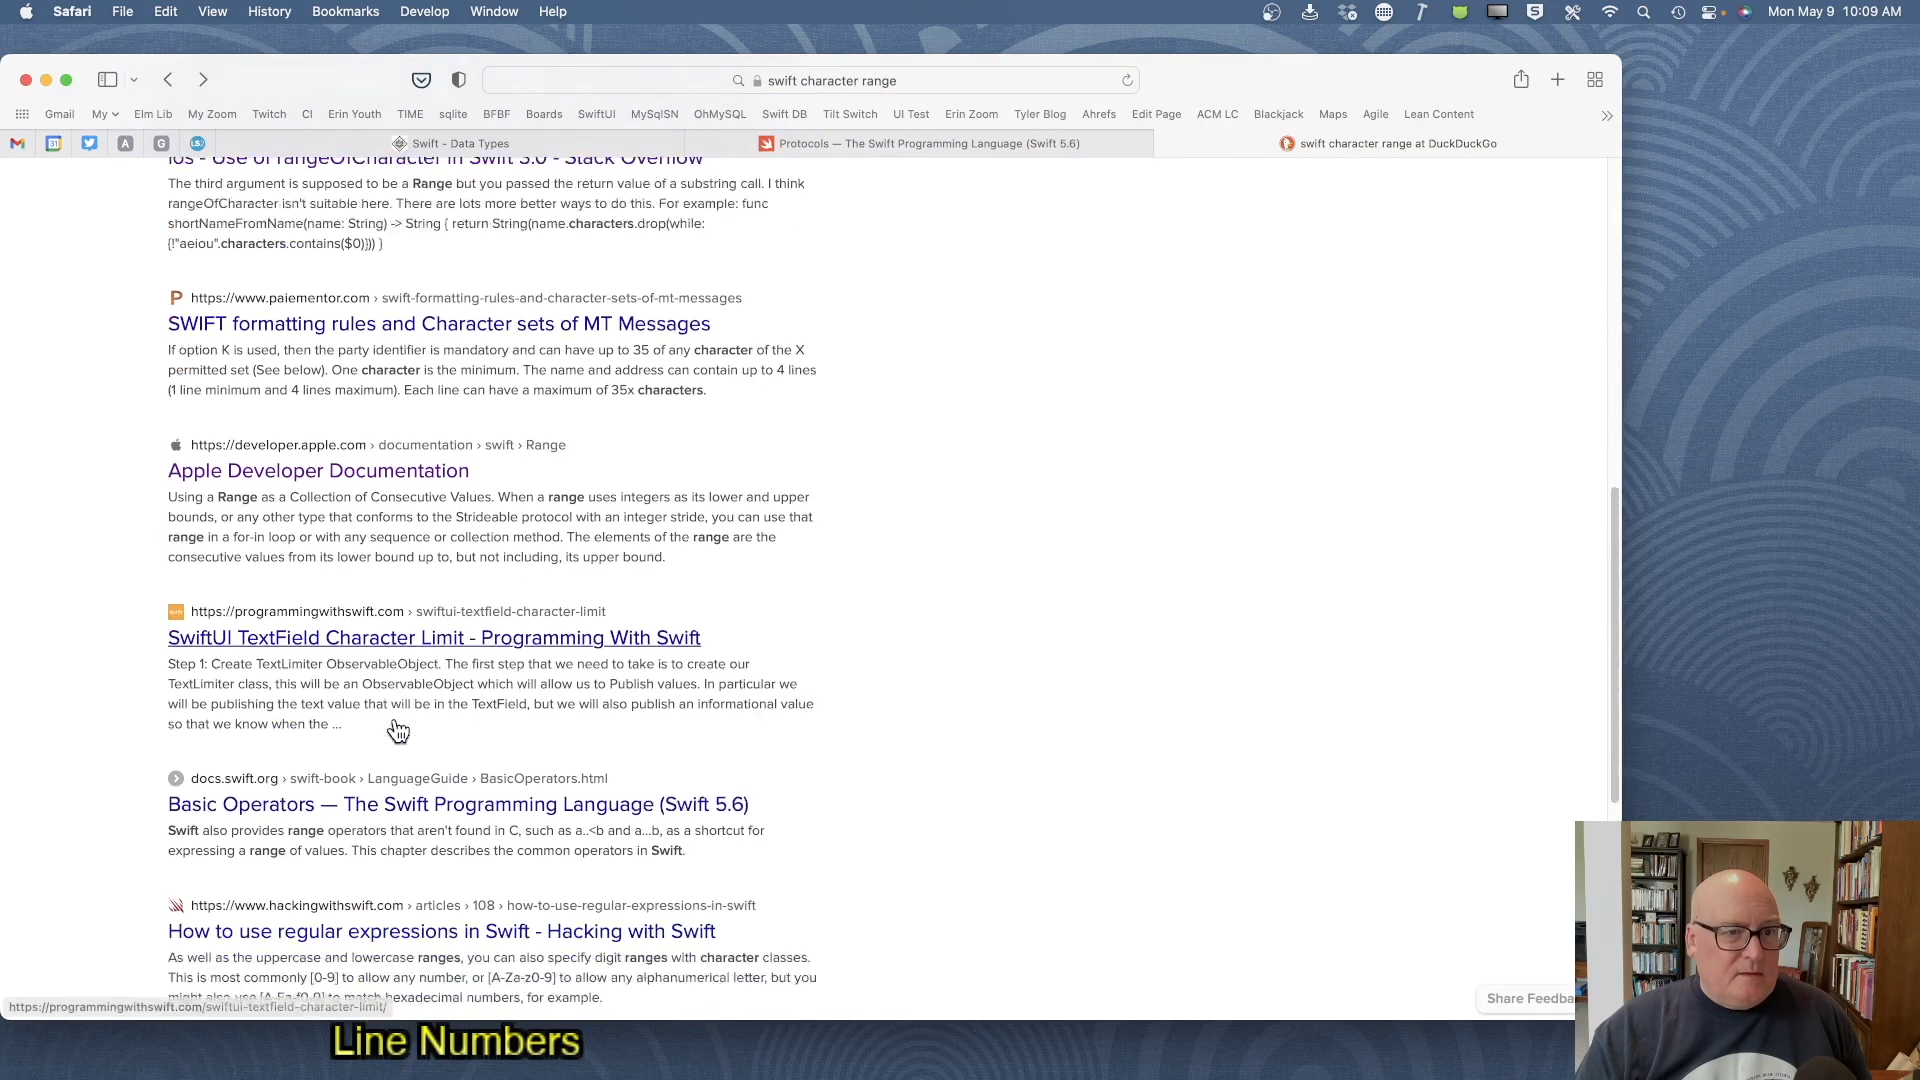 Safari File Edit View History Bookmarks Develop Window Help
Mon May 9 10:09 AM
swift character range
Gmail My Elm Lib My Zoom Twitch CI Erin Youth TIME sqlite BFBF Boards SwiftUI MySqlSN OhMySQL Swift DB Tilt Switch UI Test Erin Zoom Tyler Blog Ahrefs Edit Page ACM LC Blackjack Maps Agile Lean Content
Swift - Data Types
Protocols — The Swift Programming Language (Swift 5.6)
swift character range at DuckDuckGo
ios - Use of rangeOfCharacter in Swift 3.0 - Stack Overflow
The third argument is supposed to be a Range but you passed the return value of a substring call. I think
rangeOfCharacter isn't suitable here. There are lots more better ways to do this. For example: func
shortNameFromName(name: String) -> String { return String(name.characters.drop(while:
{!"aeiou".characters.contains($0)})) }
https://www.paiementor.com › swift-formatting-rules-and-character-sets-of-mt-messages
SWIFT formatting rules and Character sets of MT Messages
If option K is used, then the party identifier is mandatory and can have up to 35 of any character of the X
permitted set (See below). One character is the minimum. The name and address can contain up to 4 lines
(1 line minimum and 4 lines maximum). Each line can have a maximum of 35x characters.
https://developer.apple.com › documentation › swift › Range
Apple Developer Documentation
Using a Range as a Collection of Consecutive Values. When a range uses integers as its lower and upper
bounds, or any other type that conforms to the Strideable protocol with an integer stride, you can use that
range in a for-in loop or with any sequence or collection method. The elements of the range are the
consecutive values from its lower bound up to, but not including, its upper bound.
https://programmingwithswift.com › swiftui-textfield-character-limit
SwiftUI TextField Character Limit - Programming With Swift
Step 1: Create TextLimiter ObservableObject. The first step that we need to take is to create our
TextLimiter class, this will be an ObservableObject which will allow us to Publish values. In particular we
will be publishing the text value that will be in the TextField, but we will also publish an informational value
so that we know when the ...
docs.swift.org › swift-book › LanguageGuide › BasicOperators.html
Basic Operators — The Swift Programming Language (Swift 5.6)
Swift also provides range operators that aren't found in C, such as a..<b and a...b, as a shortcut for
expressing a range of values. This chapter describes the common operators in Swift.
https://www.hackingwithswift.com › articles › 108 › how-to-use-regular-expressions-in-swift
How to use regular expressions in Swift - Hacking with Swift
As well as the uppercase and lowercase ranges, you can also specify digit ranges with character classes.
This is most commonly [0-9] to allow any number, or [A-Za-z0-9] to allow any alphanumerical letter, but you
might also use [A-Fa-f0-9] to match hexadecimal numbers, for example.
https://programmingwithswift.com/swiftui-textfield-character-limit/
Share Feedba
Line Numbers